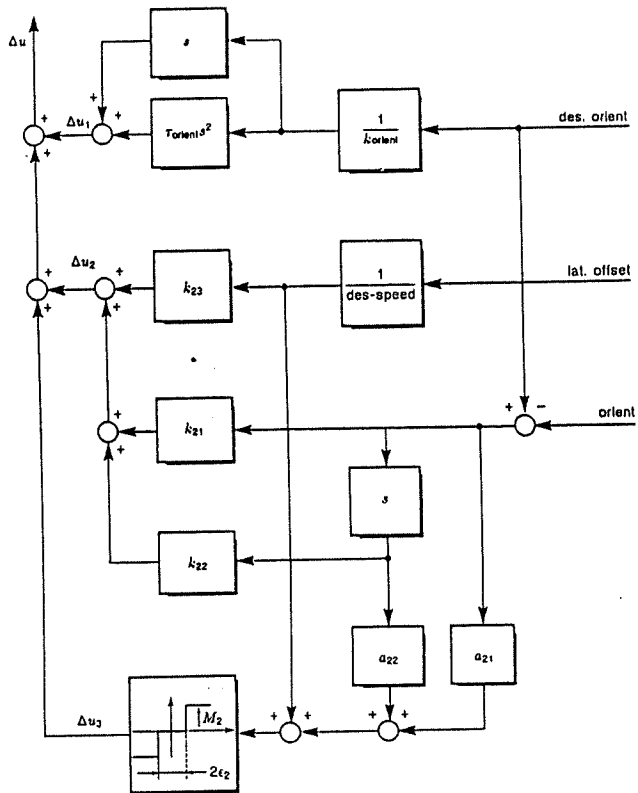 Δu
s
+
+
+
Δu₁
+
τorient s²
1
korient
des. orient
+
Δu₂
+
+
+
k₂₃
1
des-speed
lat. offset
+
+
+
k₂₁
+
−
orient
+
s
k₂₂
a₂₂
a₂₁
Δu₃
M₂
+
+
+
+
2ϵ₂